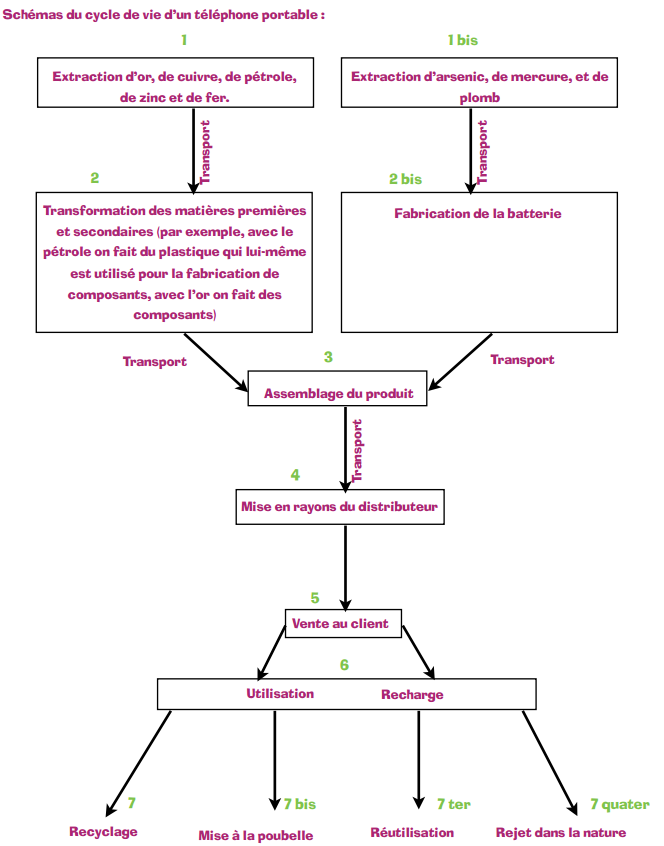 Schémas du cycle de vie d'un téléphone portable :
1
1 bis
Extraction d'or, de cuivre, de pétrole,
de zinc et de fer.
Extraction d'arsenic, de mercure, et de
plomb
Transport
Transport
2
2 bis
Transformation des matières premières
et secondaires (par exemple, avec le
pétrole on fait du plastique qui lui-même
est utilisé pour la fabrication de
composants, avec l'or on fait des
composants)
Fabrication de la batterie
Transport
3
Transport
Assemblage du produit
Transport
4
Mise en rayons du distributeur
5
Vente au client
6
Utilisation
Recharge
7
7 bis
7 ter
7 quater
Recyclage
Mise à la poubelle
Réutilisation
Rejet dans la nature